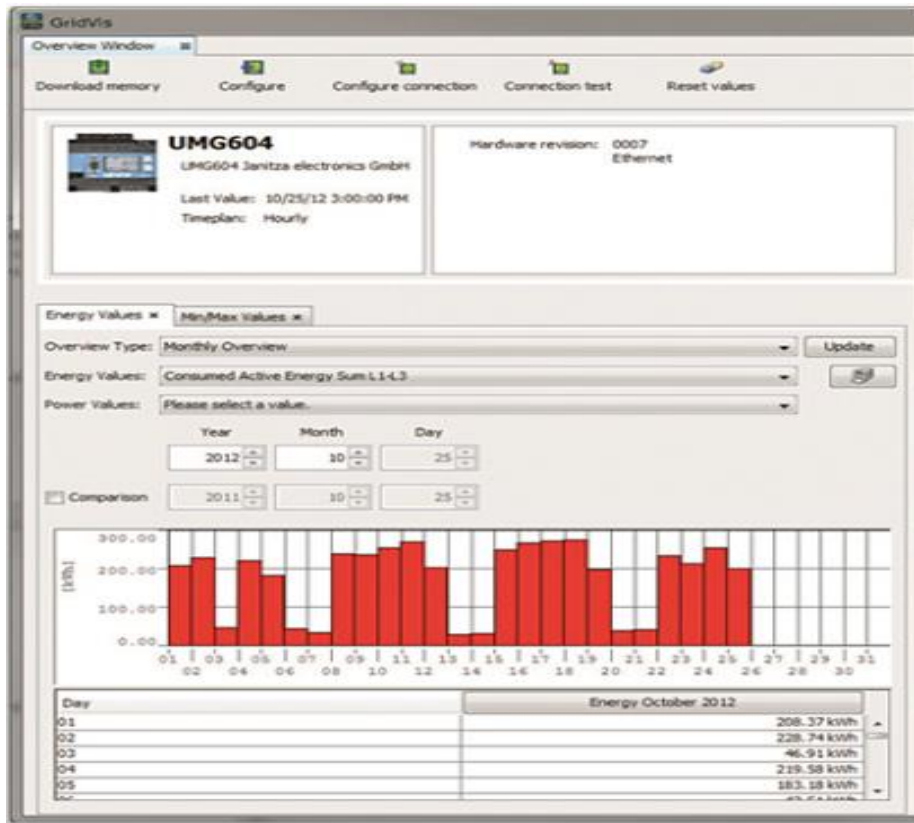 GridVis
Overview Window
Download memory Configure Configure connection Connection test Reset values
UMG604
UMG604 Janitza electronics GmbH
Last Value: 10/25/12 3:00:00 PM
Timeplan: Hourly
Hardware revision: 0007
Ethernet
Energy Values Min/Max Values
Overview Type: Monthly Overview Update
Energy Values: Consumed Active Energy Sum L1-L3
Power Values: Please select a value.
Year Month Day
2012 10 25
Comparison 2011 10 25
[kWh]
300.00
200.00
100.00
0.00
01 03 05 07 09 11 13 15 17 19 21 23 25 27 29 31
02 04 06 08 10 12 14 16 18 20 22 24 26 28 30
Day Energy October 2012
01 208.37 kWh
02 228.74 kWh
03 46.91 kWh
04 219.58 kWh
05 183.18 kWh